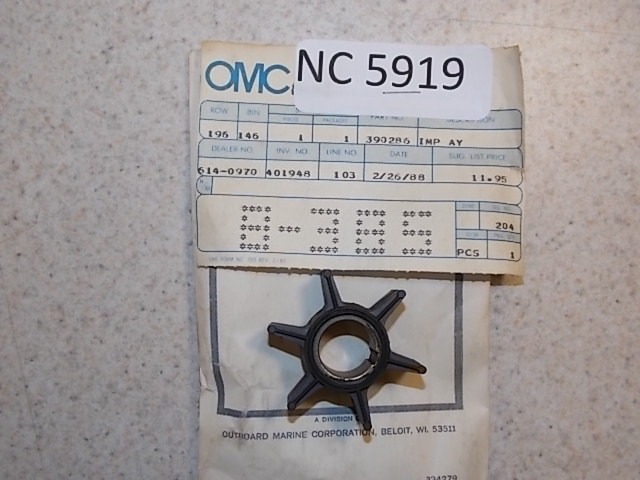 OMC
NC 5919
ROW BIN PART NO. DESCRIPTION
196 146 1 1 390286 IMP AY
DEALER NO. INV. NO. LINE NO. DATE SUG. LIST PRICE
614-0970 401948 103 2/26/88 11.95
204
PCS 1
A DIVISION
OUTBOARD MARINE CORPORATION, BELOIT, WI. 53511
334279